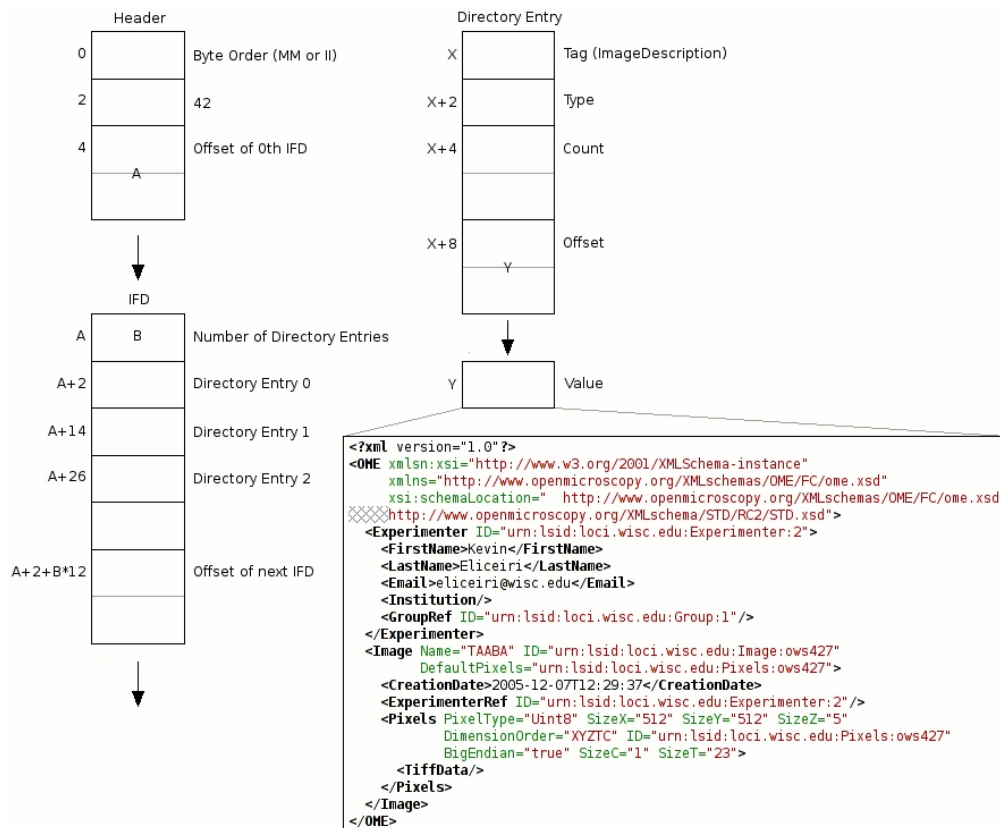 Header
0 Byte Order (MM or II)
2 42
4 Offset of 0th IFD
A
IFD
A B Number of Directory Entries
A+2 Directory Entry 0
A+14 Directory Entry 1
A+26 Directory Entry 2
A+2+B*12 Offset of next IFD
Directory Entry
X Tag (ImageDescription)
X+2 Type
X+4 Count
X+8 Offset
Y
Y Value
<?xml version="1.0"?>
<OME xmlsn:xsi="http://www.w3.org/2001/XMLSchema-instance"
xmlns="http://www.openmicroscopy.org/XMLschemas/OME/FC/ome.xsd"
xsi:schemaLocation=" http://www.openmicroscopy.org/XMLschemas/OME/FC/ome.xsd
http://www.openmicroscopy.org/XMLschema/STD/RC2/STD.xsd">
<Experimenter ID="urn:lsid:loci.wisc.edu:Experimenter:2">
<FirstName>Kevin</FirstName>
<LastName>Eliceiri</LastName>
<Email>eliceiri@wisc.edu</Email>
<Institution/>
<GroupRef ID="urn:lsid:loci.wisc.edu:Group:1"/>
</Experimenter>
<Image Name="TAABA" ID="urn:lsid:loci.wisc.edu:Image:ows427"
DefaultPixels="urn:lsid:loci.wisc.edu:Pixels:ows427">
<CreationDate>2005-12-07T12:29:37</CreationDate>
<ExperimenterRef ID="urn:lsid:loci.wisc.edu:Experimenter:2"/>
<Pixels PixelType="Uint8" SizeX="512" SizeY="512" SizeZ="5"
DimensionOrder="XYZTC" ID="urn:lsid:loci.wisc.edu:Pixels:ows427"
BigEndian="true" SizeC="1" SizeT="23">
<TiffData/>
</Pixels>
</Image>
</OME>